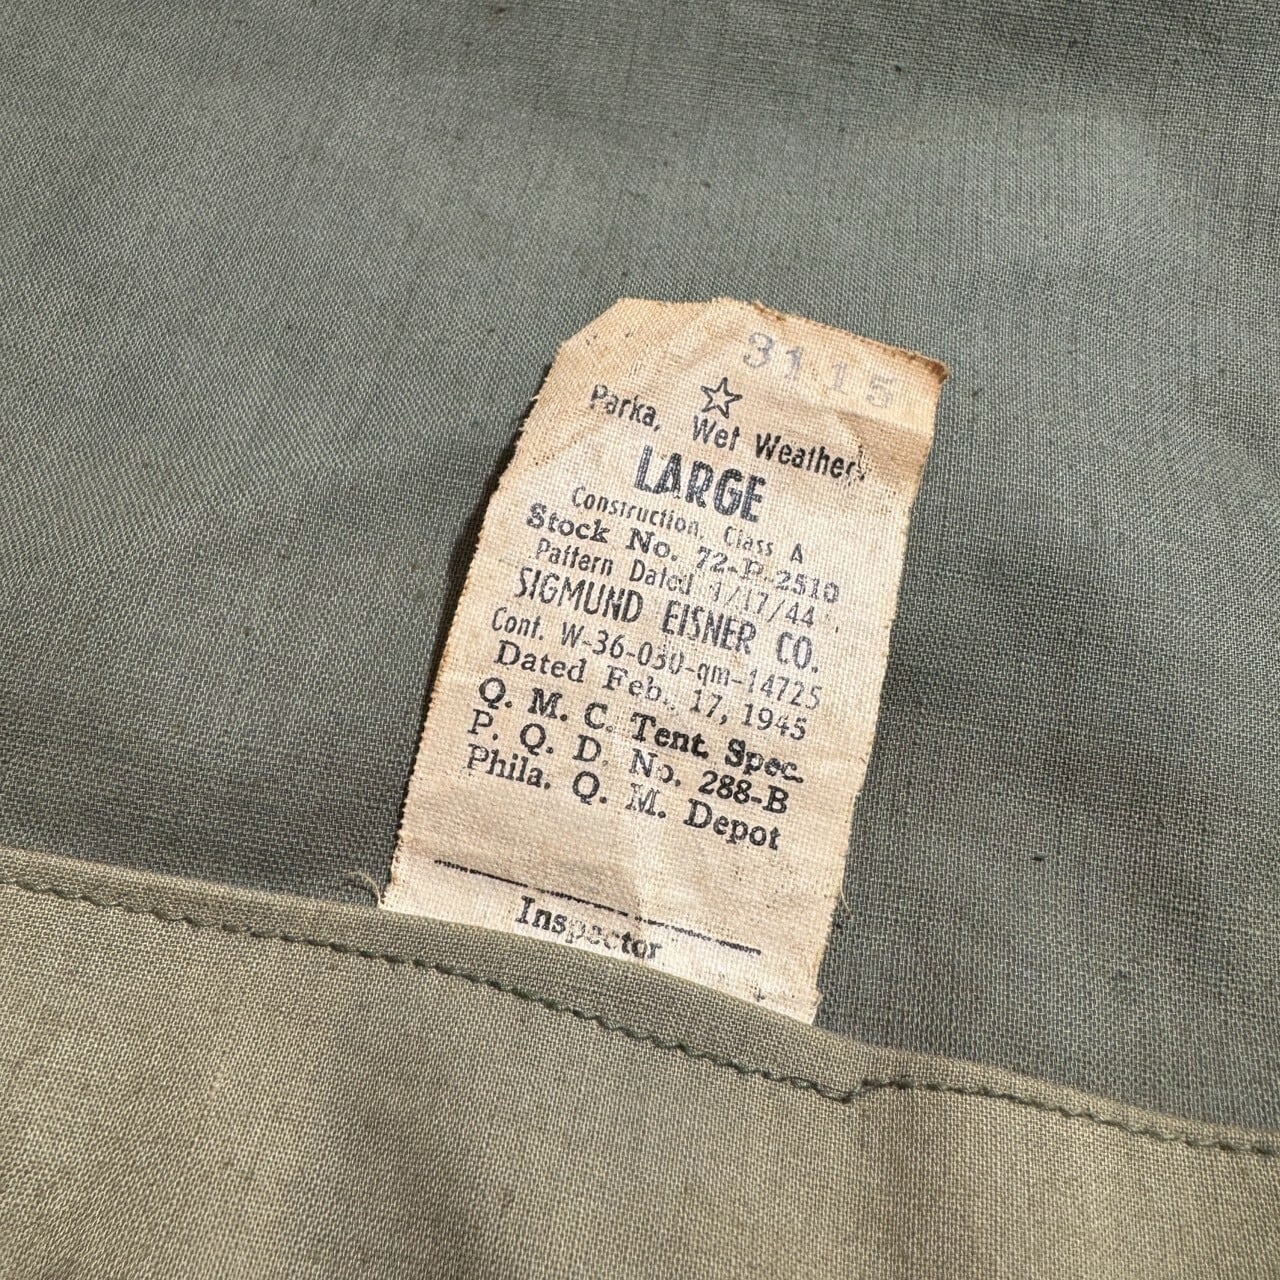 3115
Parka, Wet Weather,
LARGE
Construction, Class A
Stock No. 72-P-2510
Pattern Dated 1/17/44
SIGMUND EISNER CO.
Cont. W-36-030-qm-14725
Dated Feb. 17, 1945
Q. M. C. Tent. Spec.
P. Q. D. No. 288-B
Phila. Q. M. Depot
Inspector